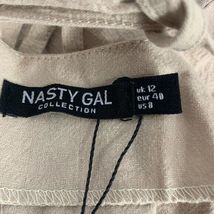 NASTY GAL
COLLECTION
uk 12
eur 40
us 8